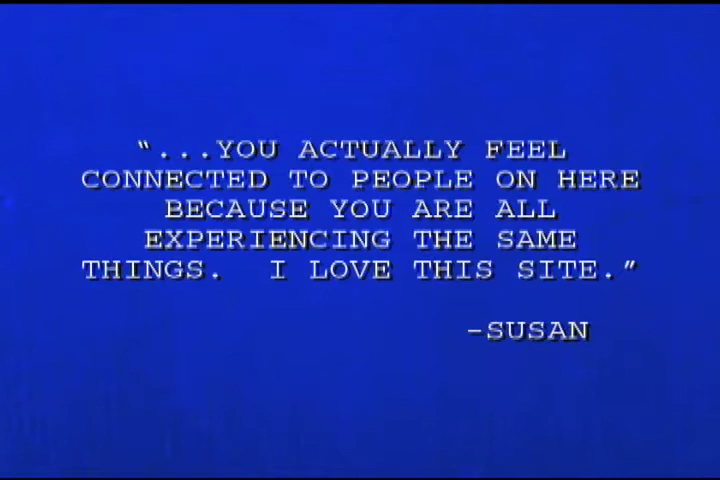 “...YOU ACTUALLY FEEL
CONNECTED TO PEOPLE ON HERE
BECAUSE YOU ARE ALL
EXPERIENCING THE SAME
THINGS.  I LOVE THIS SITE.”
-SUSAN